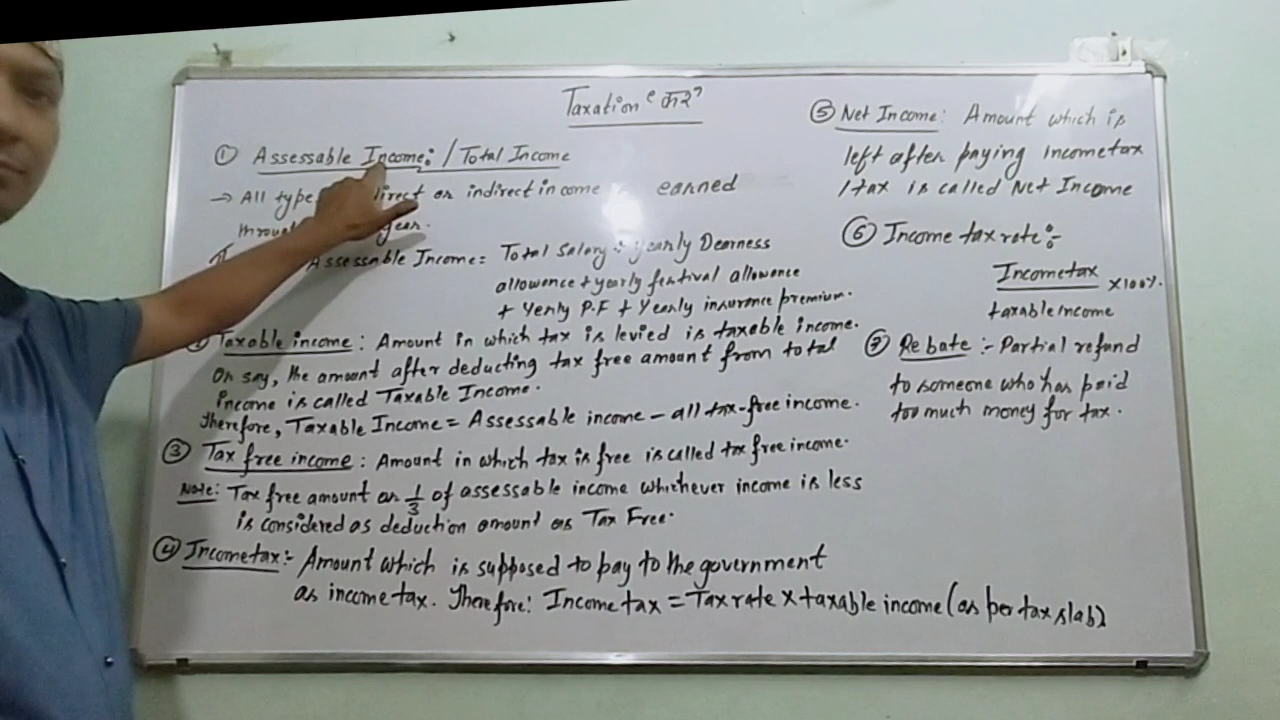 Taxation "कर"
① Assessable Income: / Total Income
→ All type direct or indirect income earned
year.
Assessable Income = Total Salary + yearly Dearness
allowence + yearly festival allowence
+ Yenly P.F + Yearly insurance premium.
Taxable income : Amount in which tax is levied is taxable income.
Or say, the amount after deducting tax free amount from total
income is called Taxable Income.
Therefore, Taxable Income = Assessable income - all tax-free income.
③ Tax free income : Amount in which tax is free is called tax free income.
Note: Tax free amount or 1/3 of assessable income whichever income is less
is considered as deduction amount as Tax Free.
④ Incometax :- Amount which is supposed to pay to the government
as income tax. Therefore: Income tax = Tax rate × taxable income (as per tax slab)
⑤ Net Income : Amount which is
left after paying incometax
/ tax is called Net Income
⑥ Income tax rate :-
Incometax
taxable income ×100%.
⑦ Rebate :- Partial refund
to someone who has paid
too much money for tax.